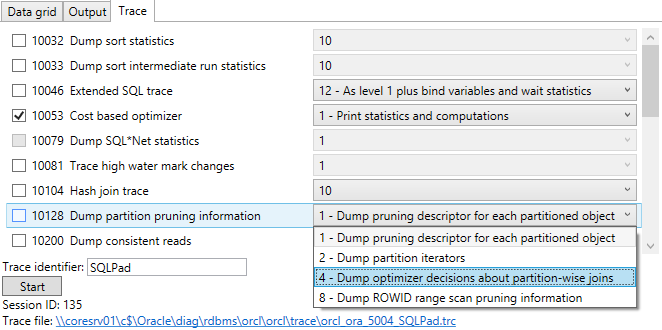 Data grid Output Trace
10032 Dump sort statistics 10
10033 Dump sort intermediate run statistics 10
10046 Extended SQL trace 12 - As level 1 plus bind variables and wait statistics
10053 Cost based optimizer 1 - Print statistics and computations
10079 Dump SQL*Net statistics 1
10081 Trace high water mark changes 1
10104 Hash join trace 10
10128 Dump partition pruning information 1 - Dump pruning descriptor for each partitioned object
10200 Dump consistent reads 1 - Dump pruning descriptor for each partitioned object
2 - Dump partition iterators
Trace identifier: SQLPad 4 - Dump optimizer decisions about partition-wise joins
Start 8 - Dump ROWID range scan pruning information
Session ID: 135
Trace file: \\coresrv01\c$\Oracle\diag\rdbms\orcl\orcl\trace\orcl_ora_5004_SQLPad.trc